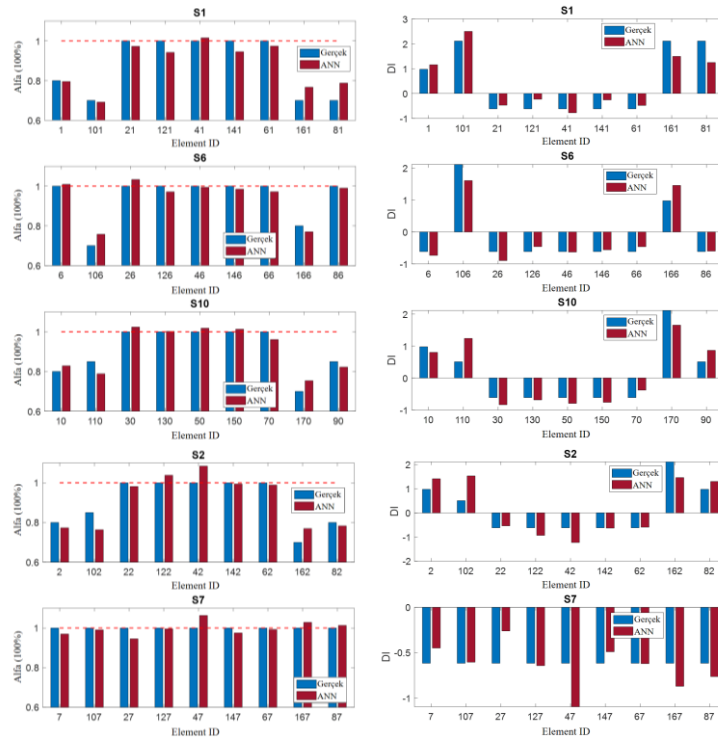 S1
Alfa (100%)
1
0.8
0.6
Gerçek
ANN
1 101 21 121 41 141 61 161 81
Element ID
S1
DI
3
2
1
0
-1
Gerçek
ANN
1 101 21 121 41 141 61 161 81
Element ID
S6
Alfa (100%)
1
0.8
0.6
Gerçek
ANN
6 106 26 126 46 146 66 166 86
Element ID
S6
DI
2
1
0
-1
Gerçek
ANN
6 106 26 126 46 146 66 166 86
Element ID
S10
Alfa (100%)
1
0.8
0.6
Gerçek
ANN
10 110 30 130 50 150 70 170 90
Element ID
S10
DI
2
1
0
-1
Gerçek
ANN
10 110 30 130 50 150 70 170 90
Element ID
S2
Alfa (100%)
1
0.8
0.6
Gerçek
ANN
2 102 22 122 42 142 62 162 82
Element ID
S2
DI
2
1
0
-1
-2
Gerçek
ANN
2 102 22 122 42 142 62 162 82
Element ID
S7
Alfa (100%)
1
0.8
0.6
Gerçek
ANN
7 107 27 127 47 147 67 167 87
Element ID
S7
DI
0
-0.5
-1
Gerçek
ANN
7 107 27 127 47 147 67 167 87
Element ID